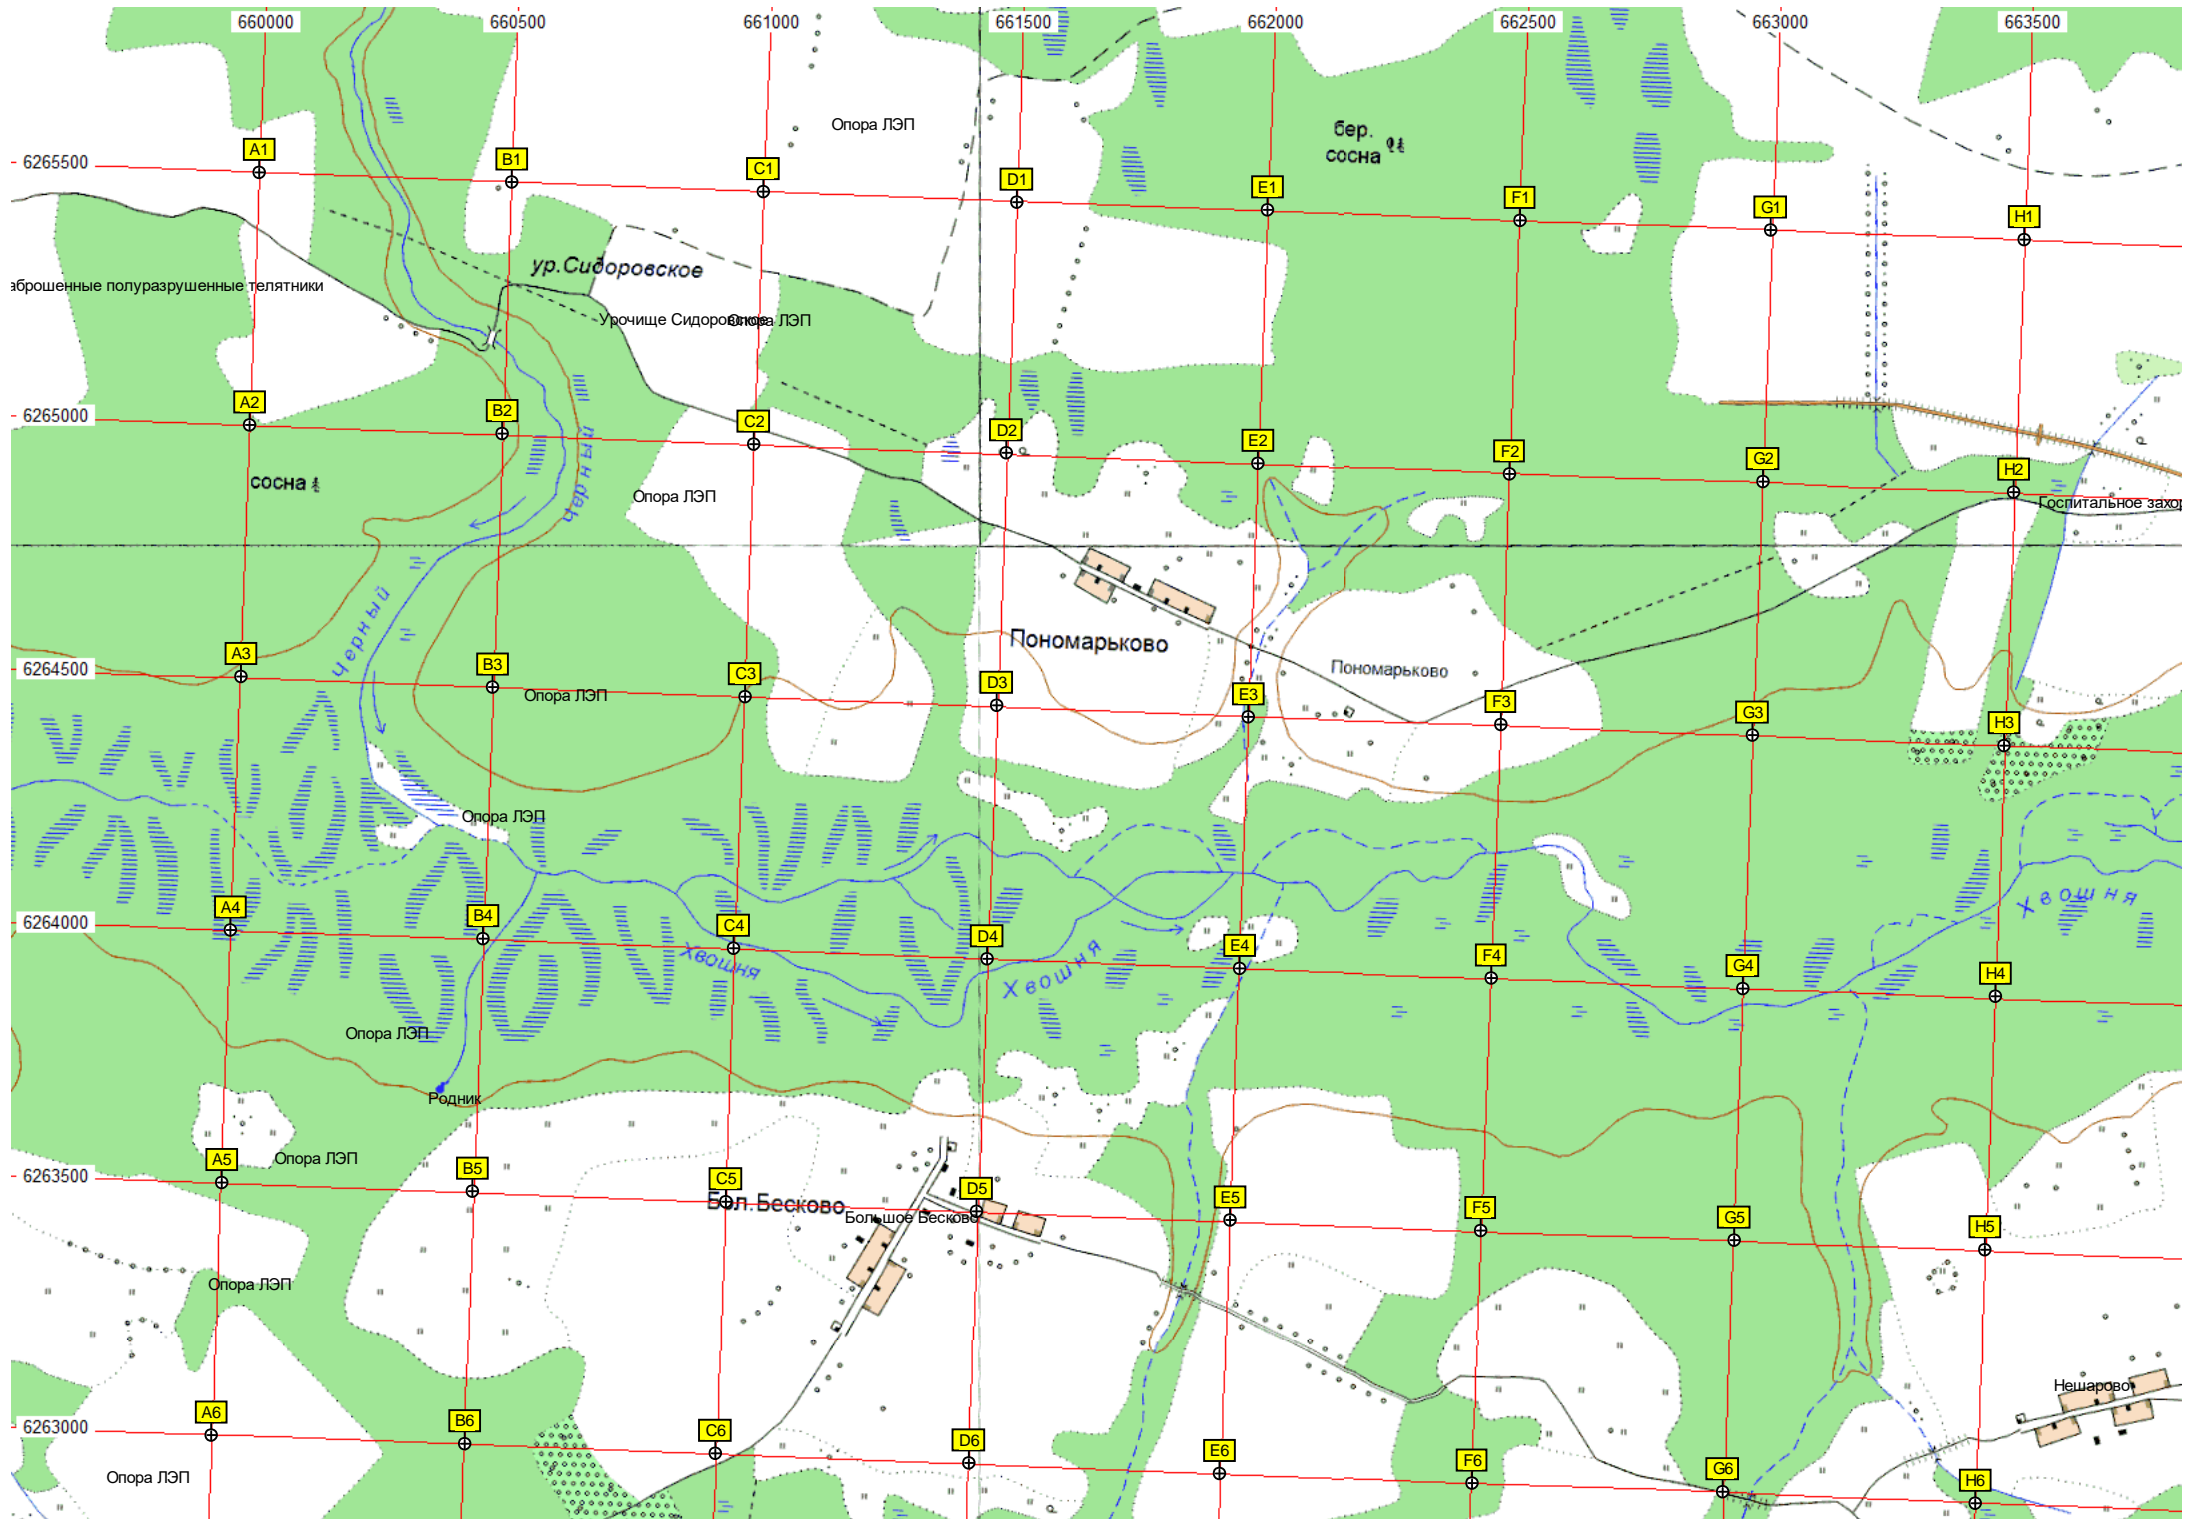 660000 660500 661000 661500 662000 662500 663000 663500
Опора ЛЭП
бер.
сосна
6265500
A1 B1 C1 D1 E1 F1 G1 H1
ур.Сидоровское
аброшенные полуразрушенные телятники
Урочище Сидоровское
Опора ЛЭП
6265000
A2 B2 C2 D2 E2 F2 G2 H2
Черный
сосна
Опора ЛЭП
Госпитальное захор
Черный
Пономарьково
Пономарьково
6264500
A3 B3 C3 D3 E3 F3 G3 H3
Опора ЛЭП
Опора ЛЭП
Хвошня
6264000
A4 B4 C4 D4 E4 F4 G4 H4
Хвошня
Хвошня
Опора ЛЭП
Родник
Опора ЛЭП
6263500
A5 B5 C5 D5 E5 F5 G5 H5
Бол.Бесково
Большое Бесково
Опора ЛЭП
Нешарово
6263000
A6 B6 C6 D6 E6 F6 G6 H6
Опора ЛЭП